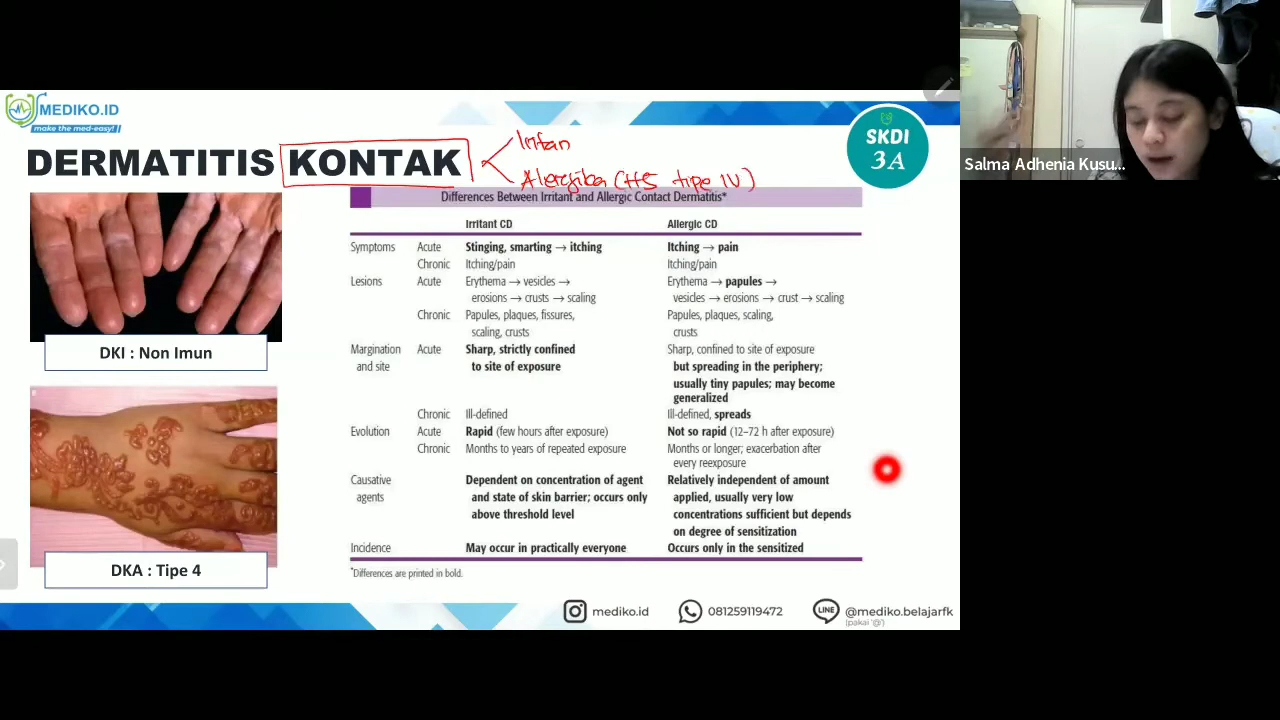 MEDIKO.ID
make the med-easy!
DERMATITIS KONTAK
Iritan
Alergika (HS tipe IV)
SKDI
3A
Salma Adhenia Kusu...
Differences Between Irritant and Allergic Contact Dermatitis*
Irritant CD Allergic CD
Symptoms Acute Stinging, smarting → itching Itching → pain
Chronic Itching/pain Itching/pain
Lesions Acute Erythema → vesicles → Erythema → papules →
erosions → crusts → scaling vesicles → erosions → crust → scaling
Chronic Papules, plaques, fissures, Papules, plaques, scaling,
scaling, crusts crusts
Margination Acute Sharp, strictly confined Sharp, confined to site of exposure
and site to site of exposure but spreading in the periphery;
usually tiny papules; may become
generalized
Chronic Ill-defined Ill-defined, spreads
Evolution Acute Rapid (few hours after exposure) Not so rapid (12–72 h after exposure)
Chronic Months to years of repeated exposure Months or longer; exacerbation after
every reexposure
Causative Dependent on concentration of agent Relatively independent of amount
agents and state of skin barrier; occurs only applied, usually very low
above threshold level concentrations sufficient but depends
on degree of sensitization
Incidence May occur in practically everyone Occurs only in the sensitized
*Differences are printed in bold.
DKI : Non Imun
DKA : Tipe 4
mediko.id 081259119472 LINE @mediko.belajarfk
(pakai '@')